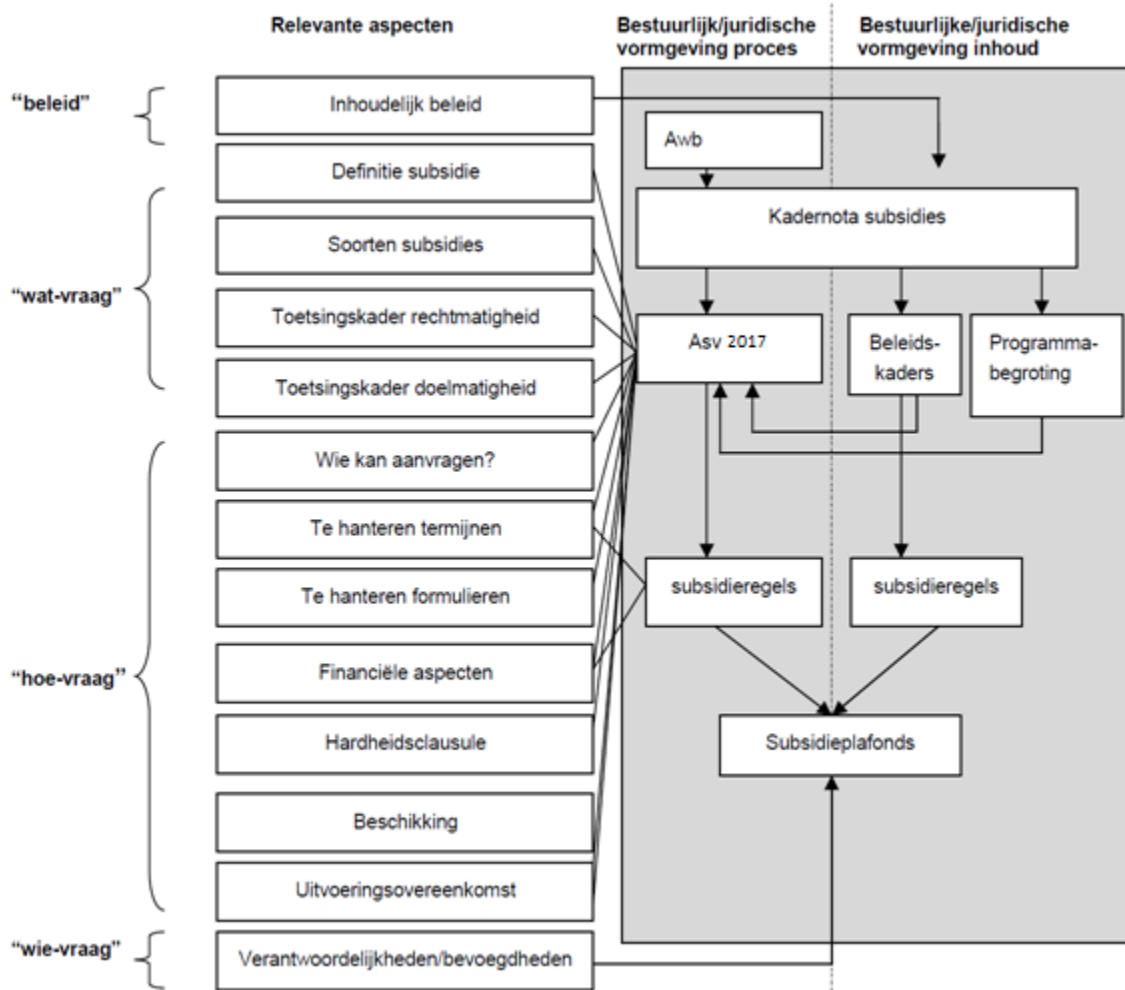 Relevante aspecten
Bestuurlijk/juridische
vormgeving proces
Bestuurlijke/juridische
vormgeving inhoud
“beleid”
Inhoudelijk beleid
Awb
Definitie subsidie
Kadernota subsidies
Soorten subsidies
“wat-vraag”
Toetsingskader rechtmatigheid
Asv 2017
Beleids-
kaders
Programma-
begroting
Toetsingskader doelmatigheid
Wie kan aanvragen?
Te hanteren termijnen
Te hanteren formulieren
subsidieregels
subsidieregels
“hoe-vraag”
Financiële aspecten
Hardheidsclausule
Subsidieplafonds
Beschikking
Uitvoeringsovereenkomst
“wie-vraag”
Verantwoordelijkheden/bevoegdheden